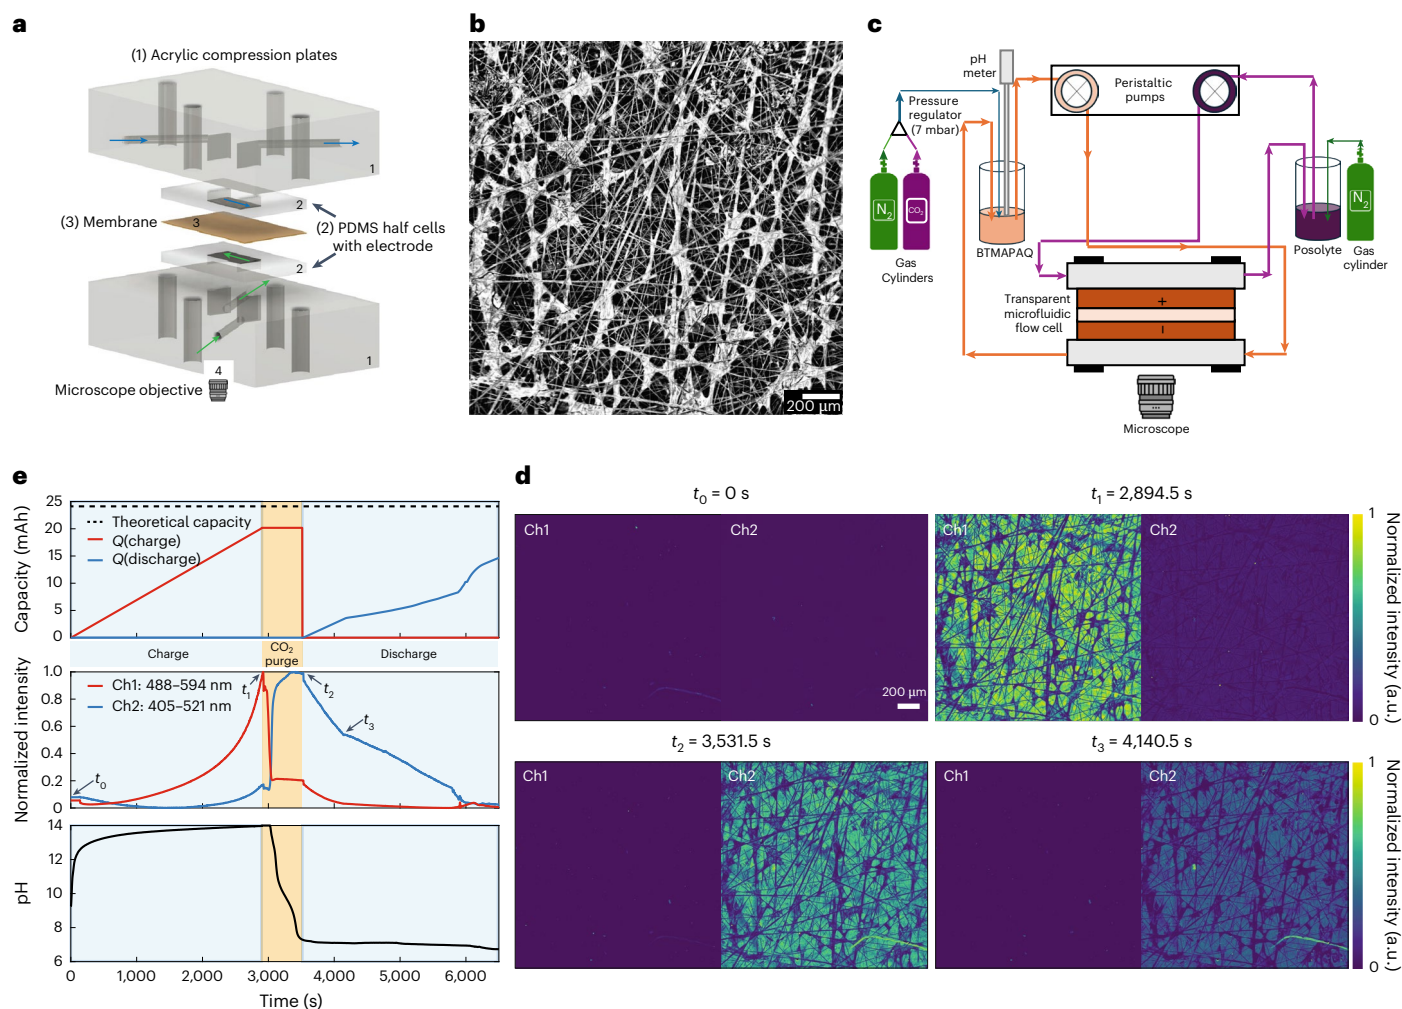 a
(1) Acrylic compression plates
1
2
(3) Membrane
3
(2) PDMS half cells
with electrode
2
1
4
Microscope objective
b
200 µm
c
pH
meter
Peristaltic
pumps
Pressure
regulator
(7 mbar)
N2
CO2
N2
Gas
Cylinders
BTMAPAQ
Posolyte
Gas
cylinder
Transparent
microfluidic
flow cell
+
–
Microscope
e
Capacity (mAh)
25
20
15
10
5
0
Theoretical capacity
Q(charge)
Q(discharge)
Charge
CO2
purge
Discharge
Normalized intensity
1.0
0.8
0.6
0.4
0.2
0
Ch1: 488–594 nm
Ch2: 405–521 nm
t0
t1
t2
t3
pH
14
12
10
8
6
0
1,000
2,000
3,000
4,000
5,000
6,000
Time (s)
d
t0 = 0 s
Ch1
Ch2
200 µm
t1 = 2,894.5 s
Ch1
Ch2
1
0
Normalized intensity (a.u.)
t2 = 3,531.5 s
Ch1
Ch2
t3 = 4,140.5 s
Ch1
Ch2
1
0
Normalized intensity (a.u.)